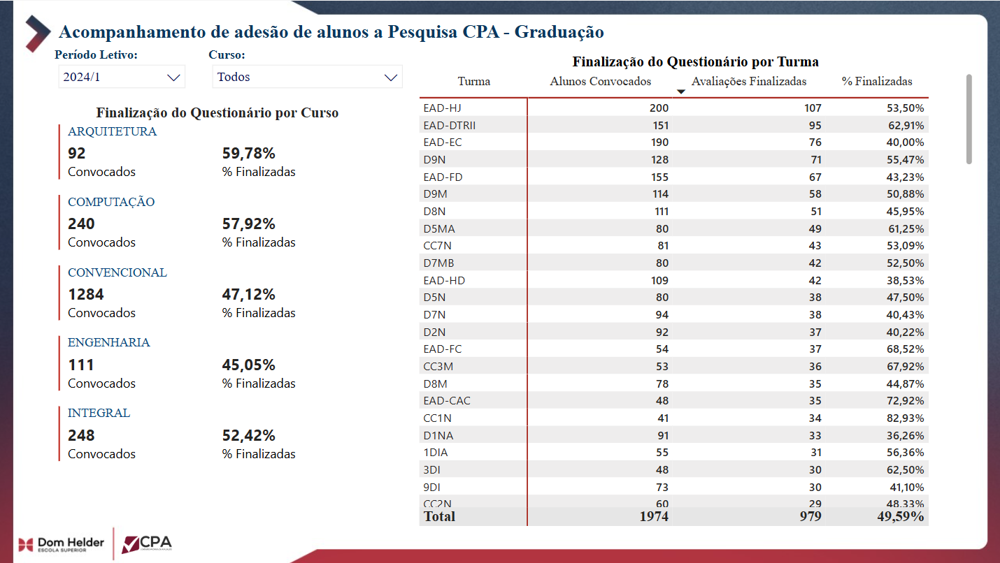 Acompanhamento de adesão de alunos a Pesquisa CPA - Graduação
Período Letivo:
2024/1
Curso:
Todos
Finalização do Questionário por Curso
ARQUITETURA
92 59,78%
Convocados % Finalizadas
COMPUTAÇÃO
240 57,92%
Convocados % Finalizadas
CONVENCIONAL
1284 47,12%
Convocados % Finalizadas
ENGENHARIA
111 45,05%
Convocados % Finalizadas
INTEGRAL
248 52,42%
Convocados % Finalizadas
Finalização do Questionário por Turma
Turma Alunos Convocados Avaliações Finalizadas % Finalizadas
EAD-HJ 200 107 53,50%
EAD-DTRII 151 95 62,91%
EAD-EC 190 76 40,00%
D9N 128 71 55,47%
EAD-FD 155 67 43,23%
D9M 114 58 50,88%
D8N 111 51 45,95%
D5MA 80 49 61,25%
CC7N 81 43 53,09%
D7MB 80 42 52,50%
EAD-HD 109 42 38,53%
D5N 80 38 47,50%
D7N 94 38 40,43%
D2N 92 37 40,22%
EAD-FC 54 37 68,52%
CC3M 53 36 67,92%
D8M 78 35 44,87%
EAD-CAC 48 35 72,92%
CC1N 41 34 82,93%
D1NA 91 33 36,26%
1DIA 55 31 56,36%
3DI 48 30 62,50%
9DI 73 30 41,10%
CC2N 60 29 48,33%
Total 1974 979 49,59%
Dom Helder
ESCOLA SUPERIOR
CPA